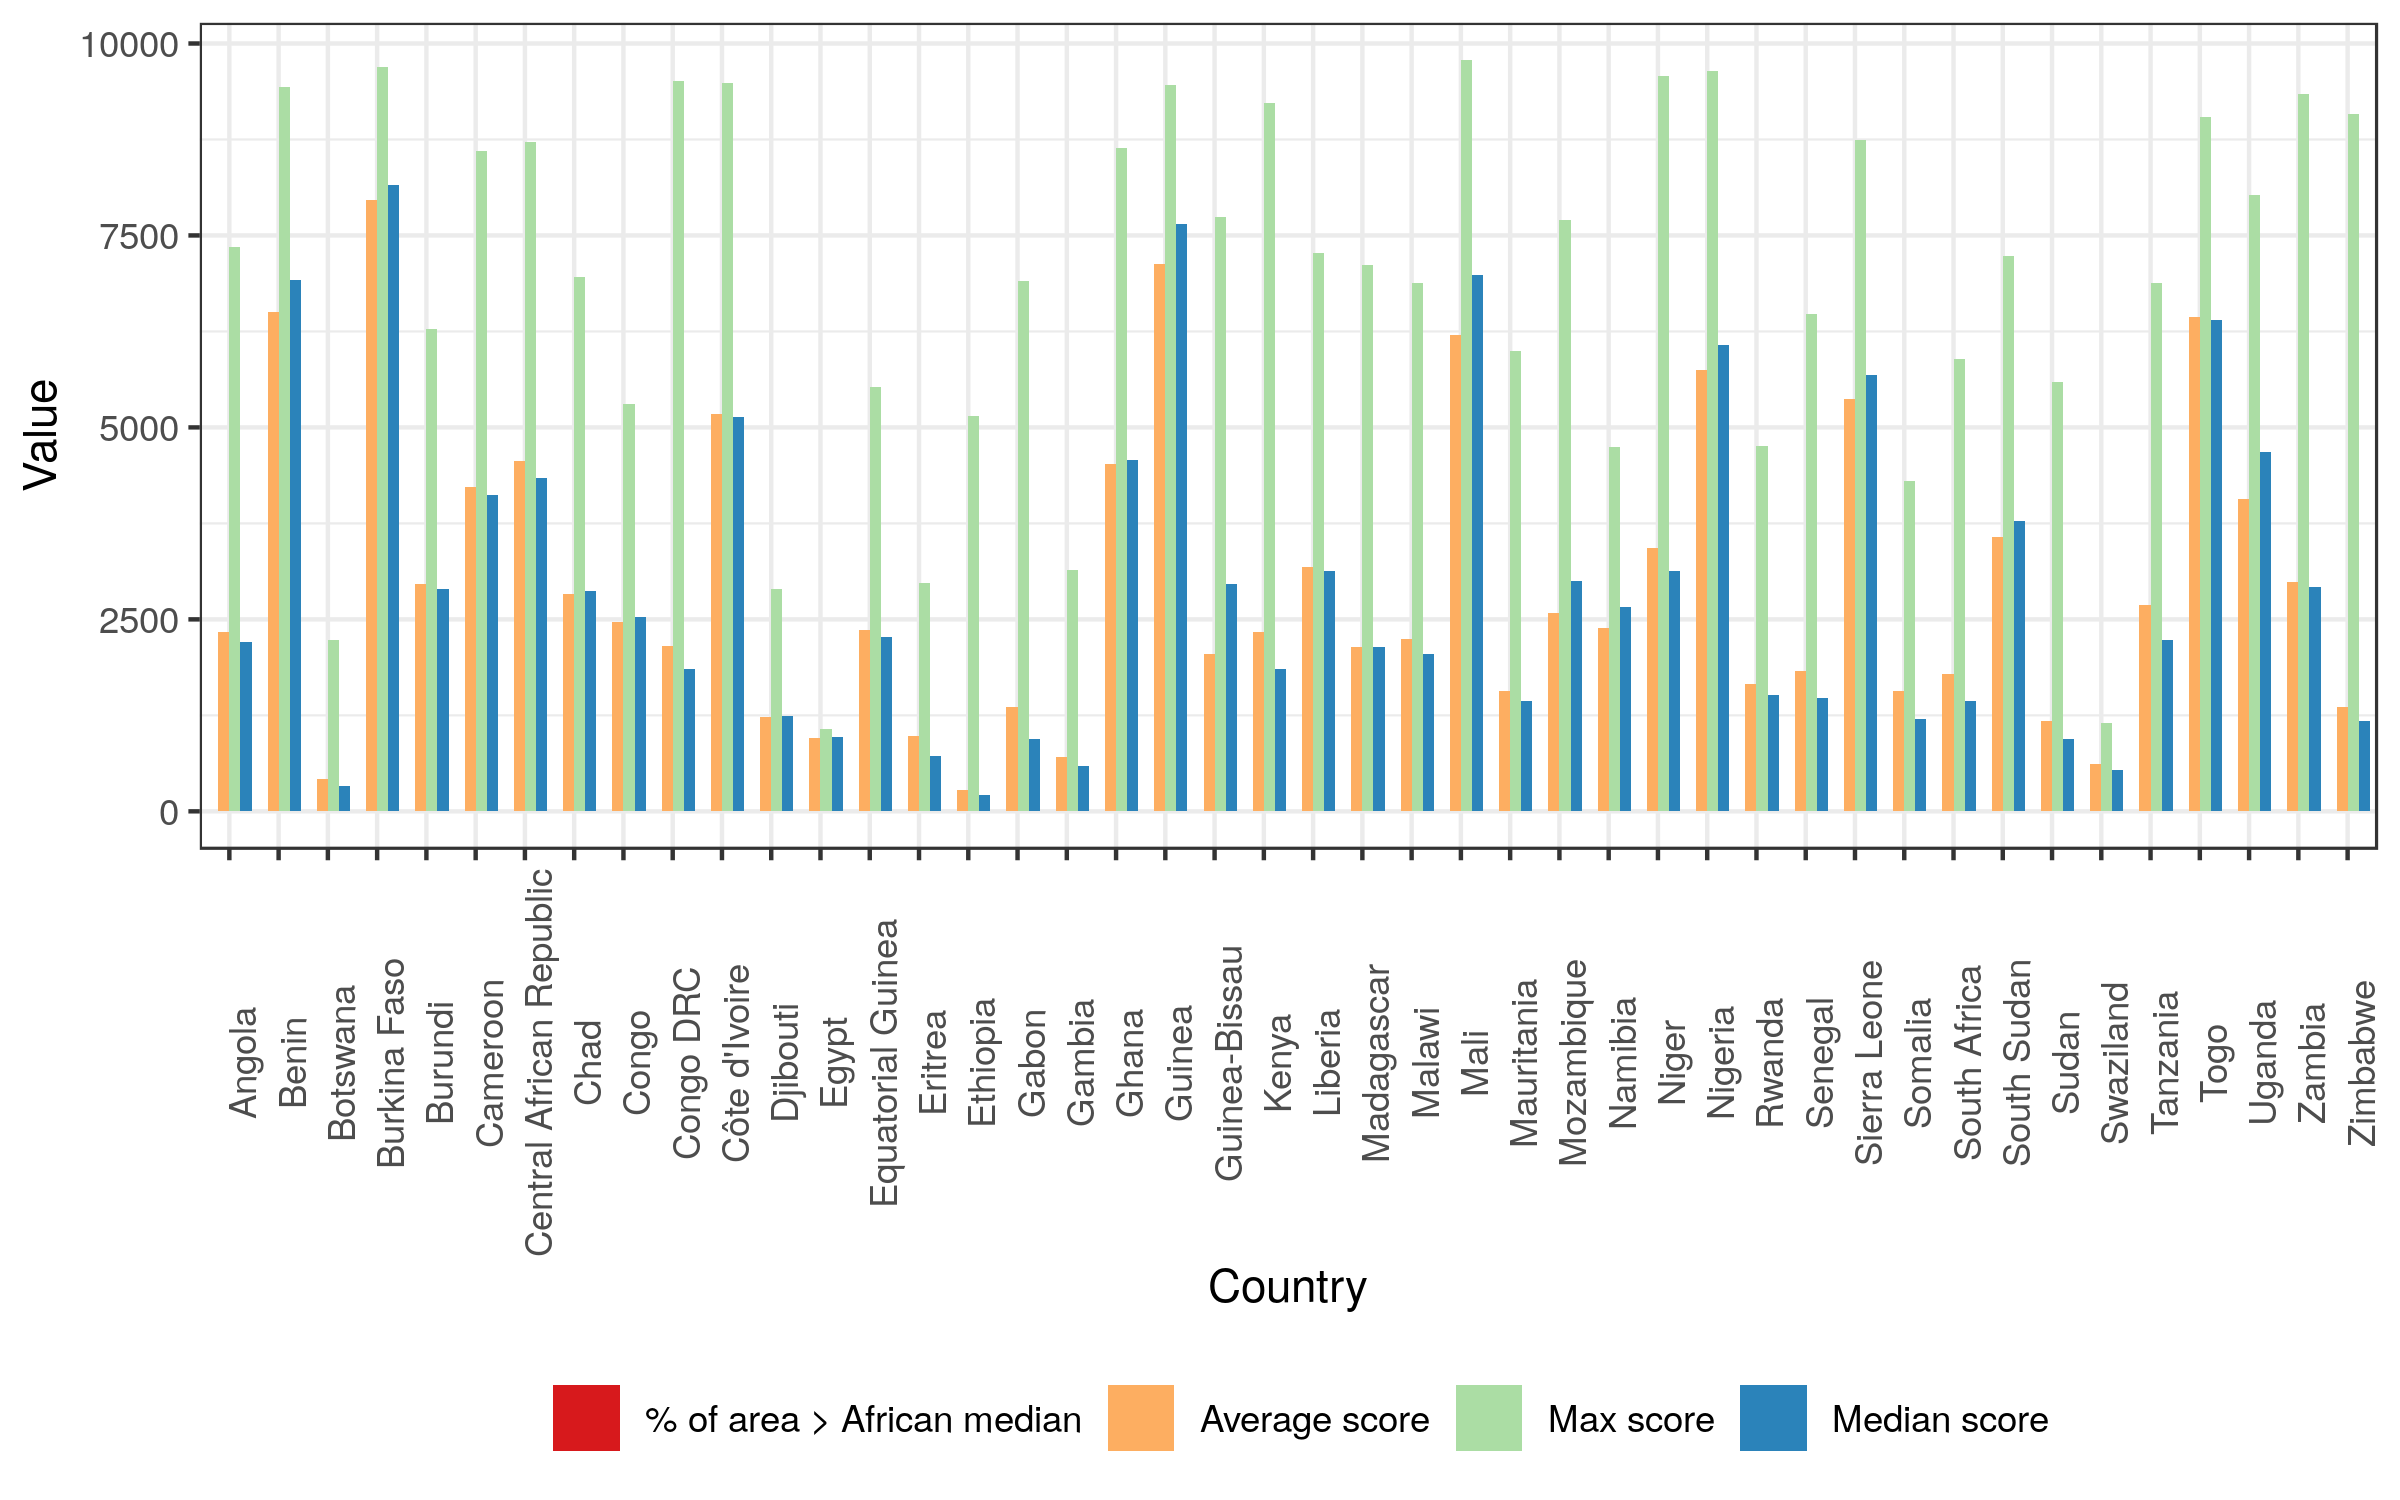 10000
7500
5000
2500
0
Value
Angola
Benin
Botswana
Burkina Faso
Burundi
Cameroon
Central African Republic
Chad
Congo
Congo DRC
Côte d'Ivoire
Djibouti
Egypt
Equatorial Guinea
Eritrea
Ethiopia
Gabon
Gambia
Ghana
Guinea
Guinea-Bissau
Kenya
Liberia
Madagascar
Malawi
Mali
Mauritania
Mozambique
Namibia
Niger
Nigeria
Rwanda
Senegal
Sierra Leone
Somalia
South Africa
South Sudan
Sudan
Swaziland
Tanzania
Togo
Uganda
Zambia
Zimbabwe
Country
% of area > African median
Average score
Max score
Median score